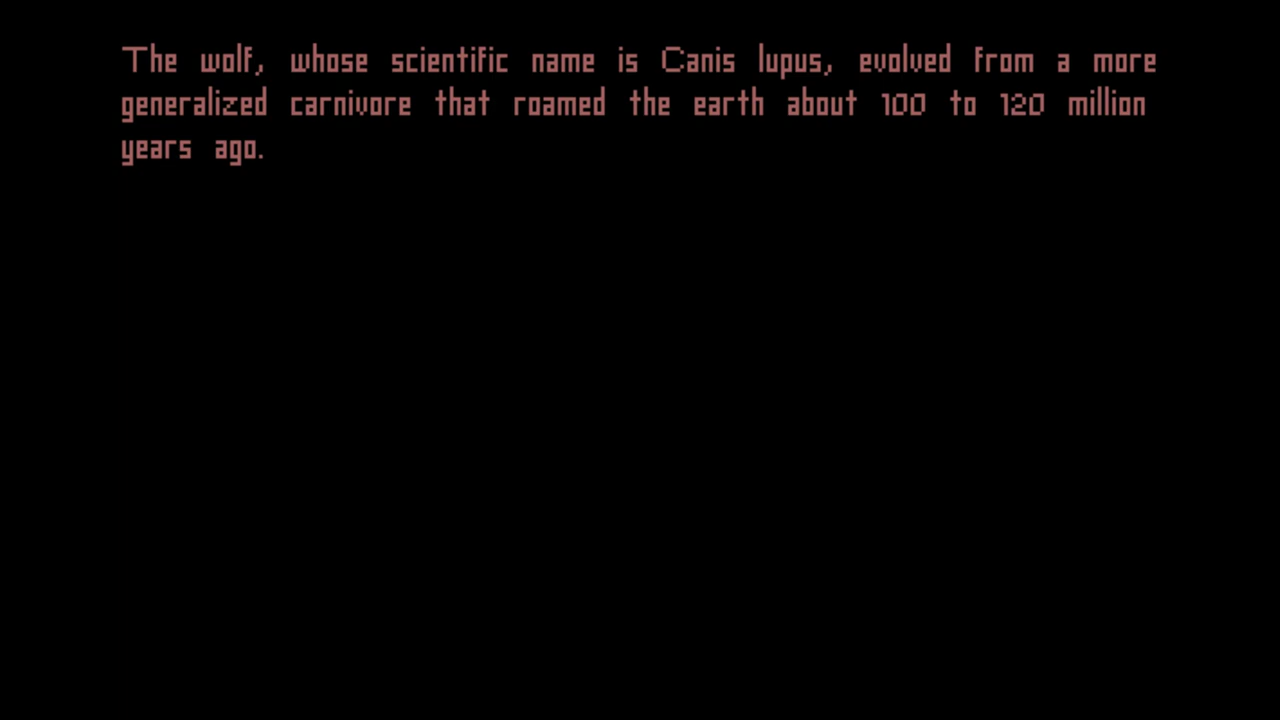 The wolf, whose scientific name is Canis lupus, evolved from a more
generalized carnivore that roamed the earth about 100 to 120 million
years ago.